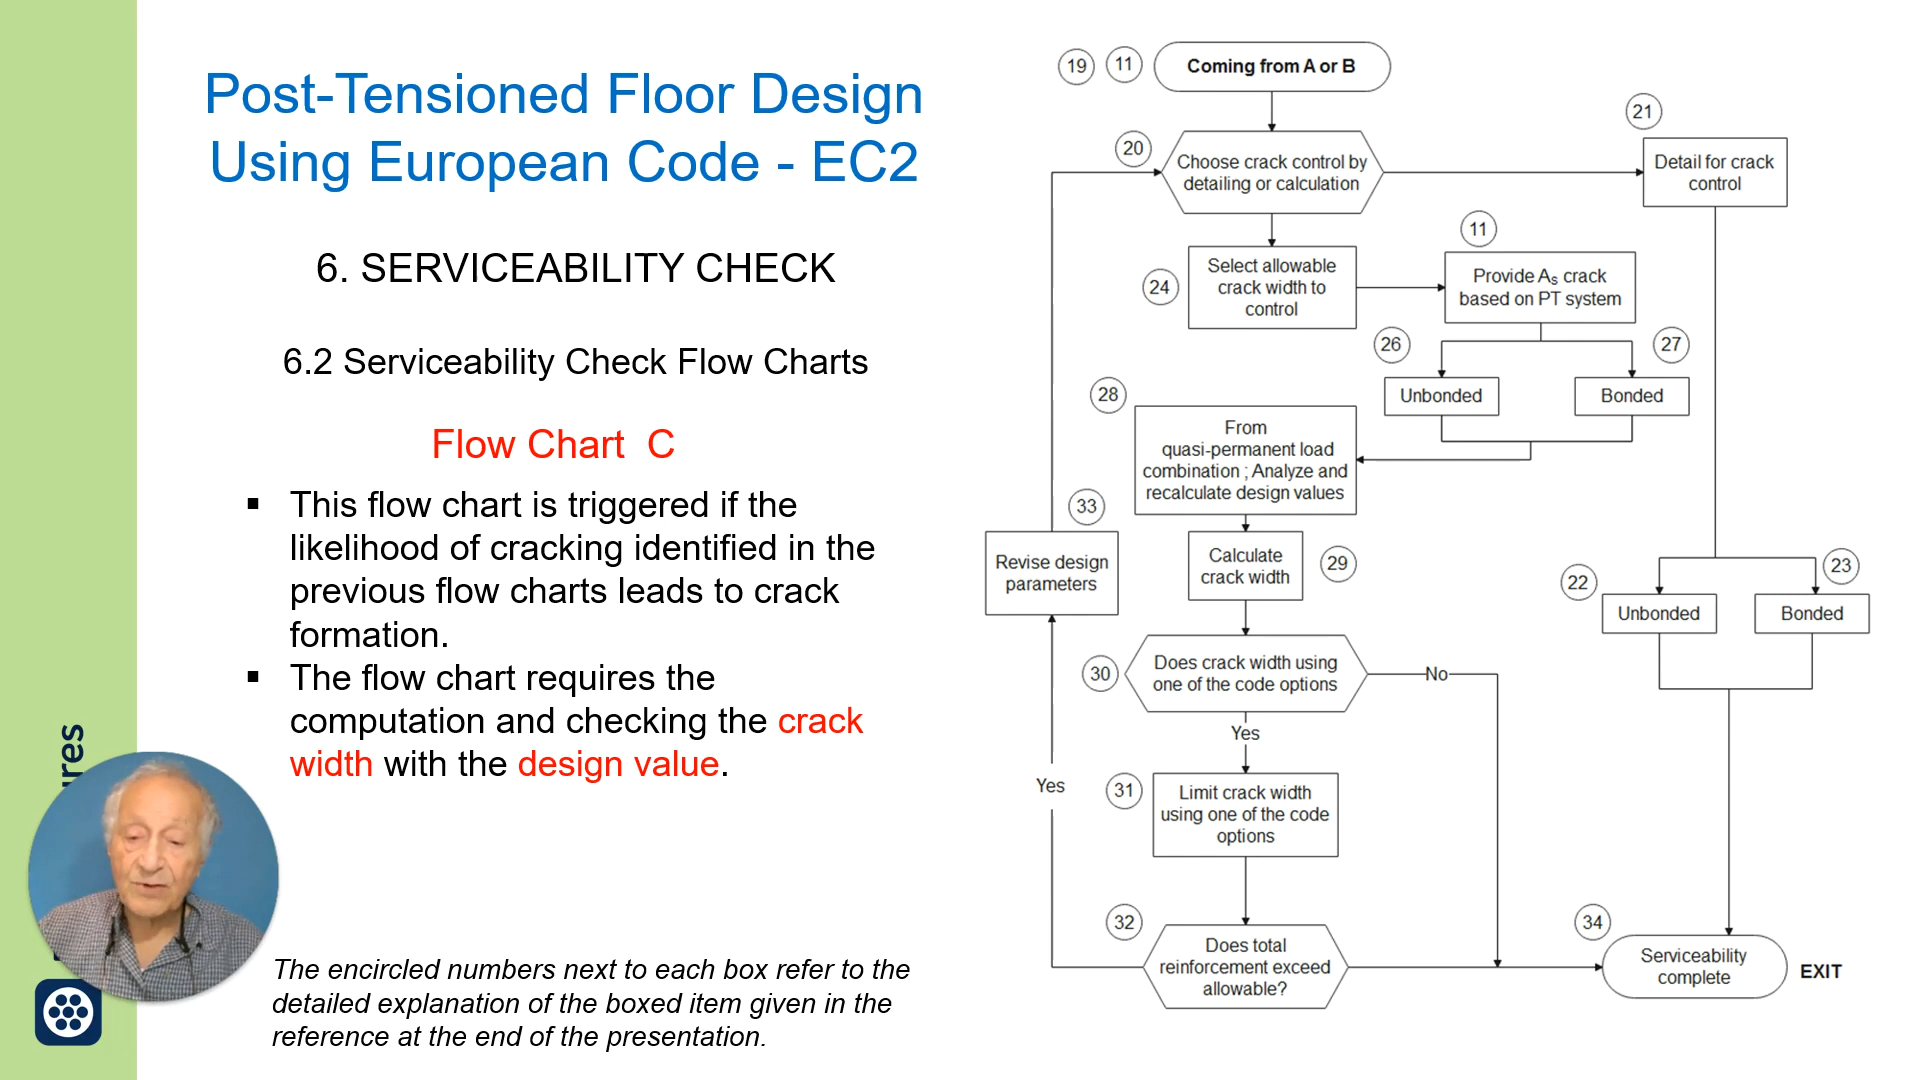 Post-Tensioned Floor Design
Using European Code - EC2
6. SERVICEABILITY CHECK
6.2 Serviceability Check Flow Charts
Flow Chart C
▪ This flow chart is triggered if the
likelihood of cracking identified in the
previous flow charts leads to crack
formation.
▪ The flow chart requires the
computation and checking the crack
width with the design value.
The encircled numbers next to each box refer to the
detailed explanation of the boxed item given in the
reference at the end of the presentation.
19
11
Coming from A or B
20
Choose crack control by
detailing or calculation
21
Detail for crack
control
24
Select allowable
crack width to
control
11
Provide As crack
based on PT system
26
Unbonded
27
Bonded
28
From
quasi-permanent load
combination ; Analyze and
recalculate design values
33
Revise design
parameters
Calculate
crack width
29
22
Unbonded
23
Bonded
30
Does crack width using
one of the code options
No
Yes
Yes
31
Limit crack width
using one of the code
options
32
Does total
reinforcement exceed
allowable?
34
Serviceability
complete
EXIT